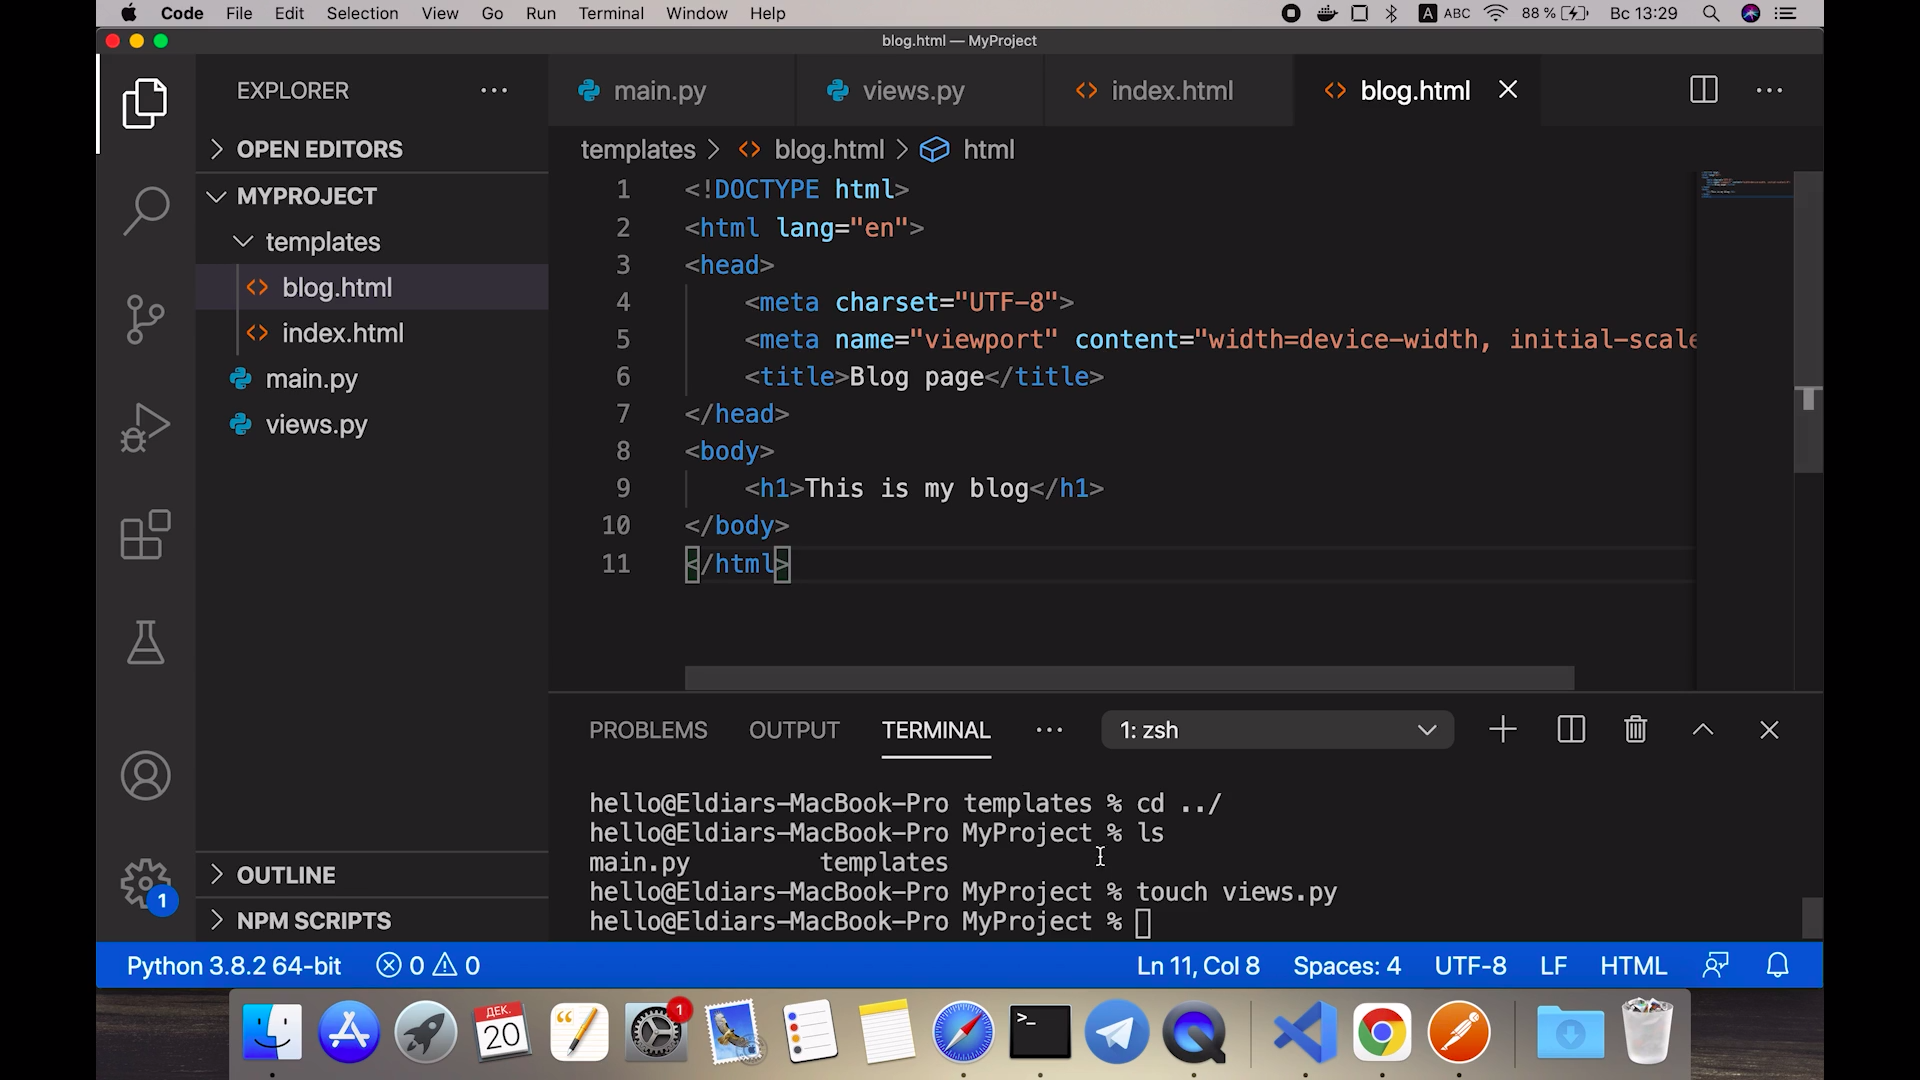 Code File Edit Selection View Go Run Terminal Window Help A ABC 88 % Вс 13:29
blog.html — MyProject
EXPLORER
OPEN EDITORS
MYPROJECT
templates
blog.html
index.html
main.py
views.py
OUTLINE
NPM SCRIPTS
1
main.py views.py index.html blog.html
templates > blog.html > html
1 <!DOCTYPE html>
2 <html lang="en">
3 <head>
4 <meta charset="UTF-8">
5 <meta name="viewport" content="width=device-width, initial-scale
6 <title>Blog page</title>
7 </head>
8 <body>
9 <h1>This is my blog</h1>
10 </body>
11 </html>
PROBLEMS OUTPUT TERMINAL 1: zsh
hello@Eldiars-MacBook-Pro templates % cd ../
hello@Eldiars-MacBook-Pro MyProject % ls
main.py templates
hello@Eldiars-MacBook-Pro MyProject % touch views.py
hello@Eldiars-MacBook-Pro MyProject %
Python 3.8.2 64-bit 0 0 Ln 11, Col 8 Spaces: 4 UTF-8 LF HTML
ДЕК.
20
1
>_